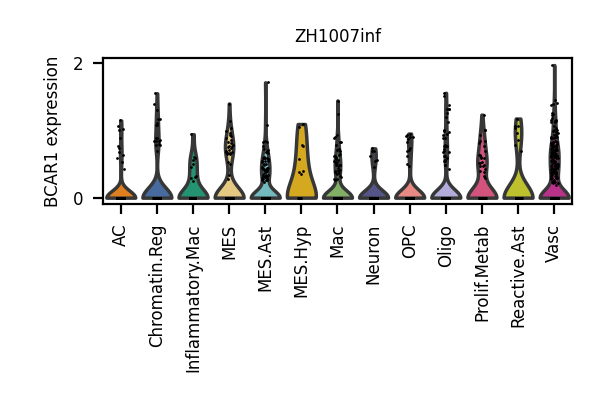 ZH1007inf
BCAR1 expression
2
0
AC
Chromatin.Reg
Inflammatory.Mac
MES
MES.Ast
MES.Hyp
Mac
Neuron
OPC
Oligo
Prolif.Metab
Reactive.Ast
Vasc